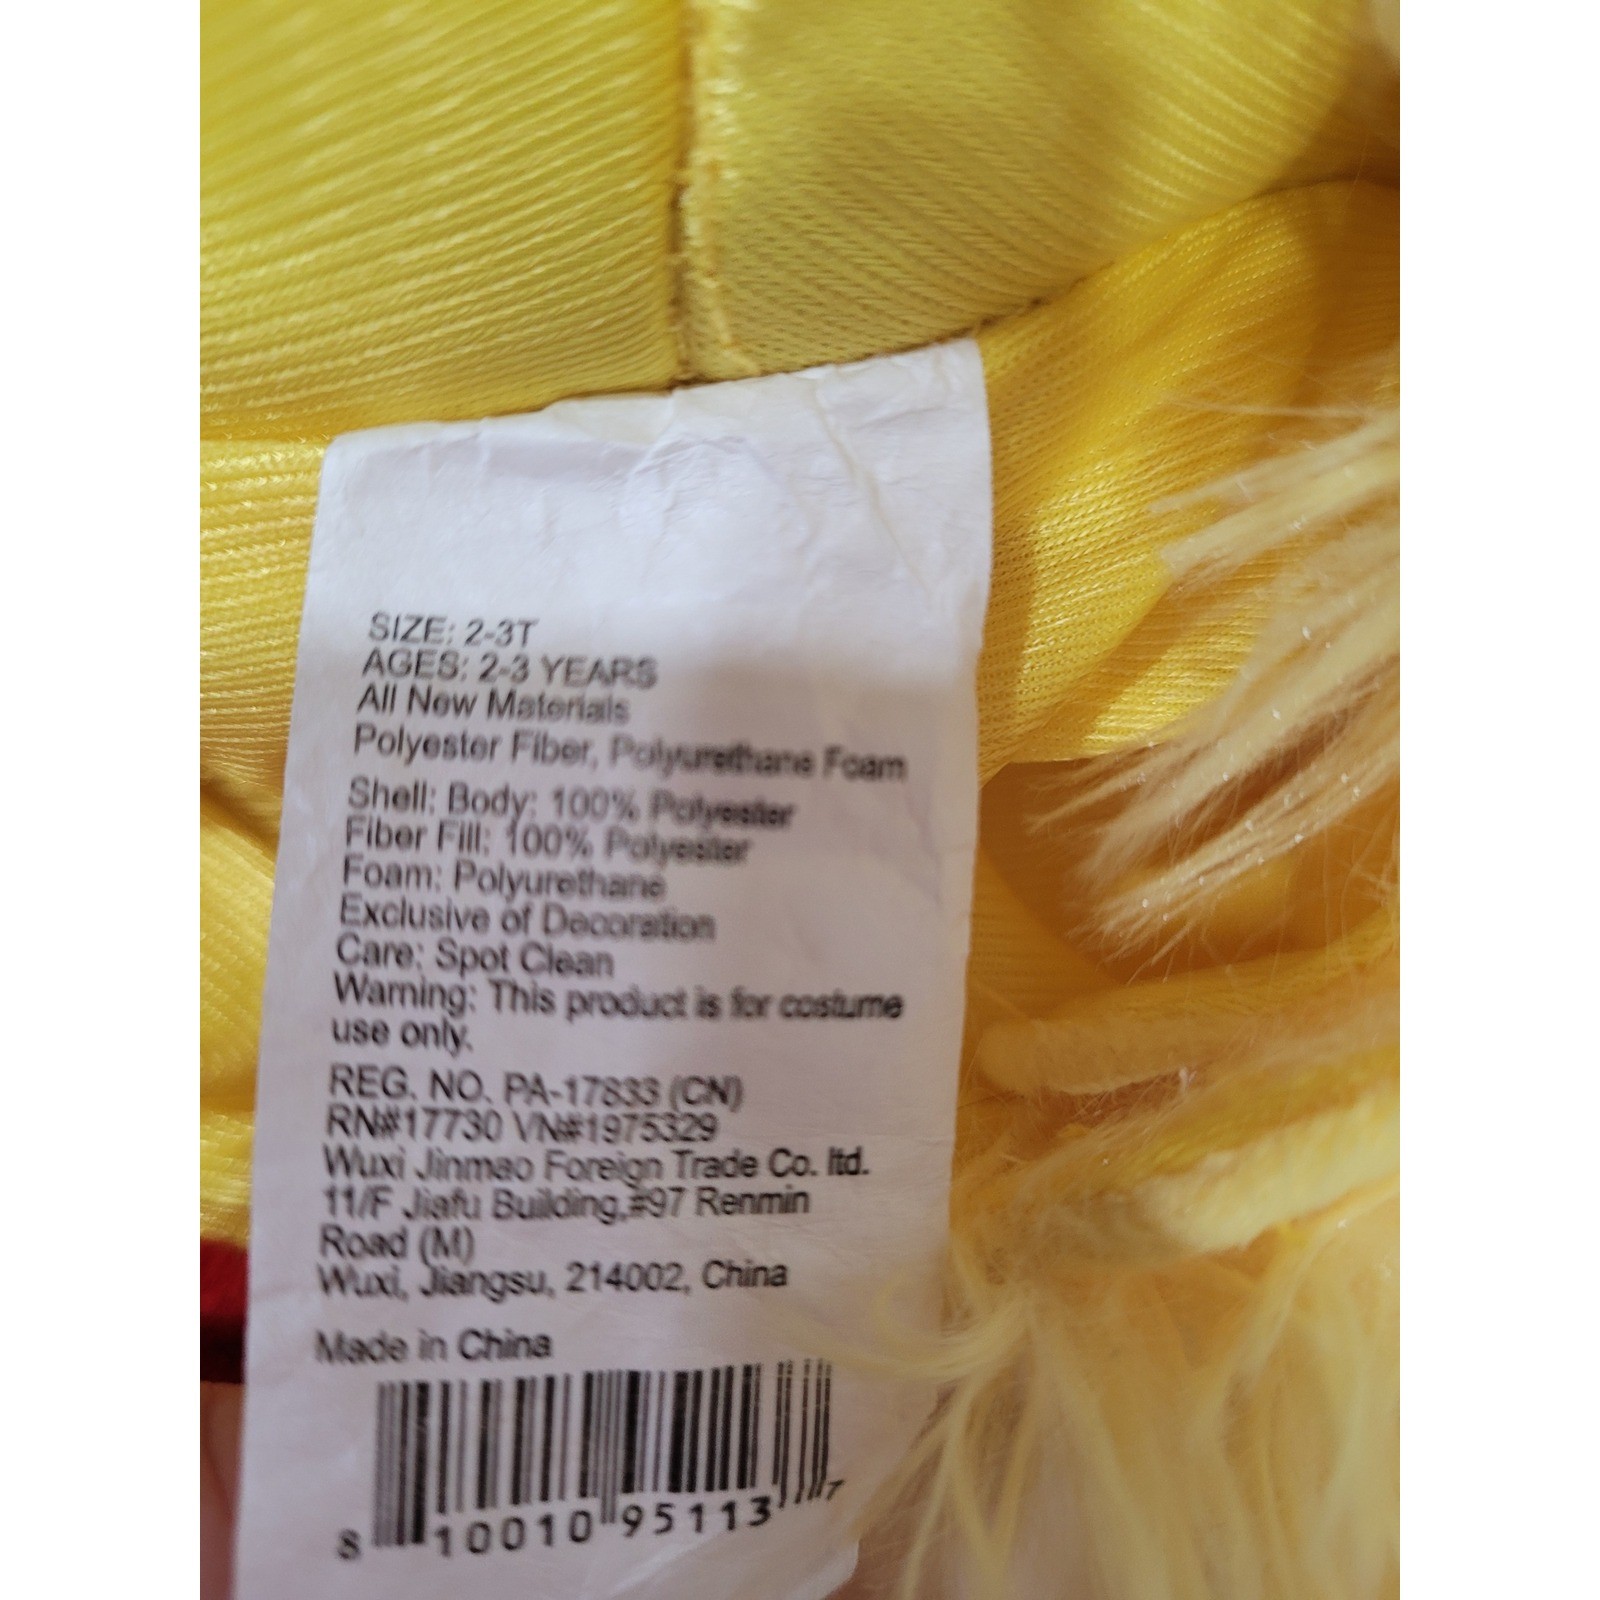 SIZE: 2-3T
AGES: 2-3 YEARS
All New Materials
Polyester Fiber, Polyurethane Foam
Shell: Body: 100% Polyester
Fiber Fill: 100% Polyester
Foam: Polyurethane
Exclusive of Decoration
Care: Spot Clean
Warning: This product is for costume
use only.
REG. NO. PA-17833 (CN)
RN#17730 VN#1975329
Wuxi Jinmao Foreign Trade Co. ltd.
11/F Jiafu Building,#97 Renmin
Road (M)
Wuxi, Jiangsu, 214002, China
Made in China
8 10010 95113 7